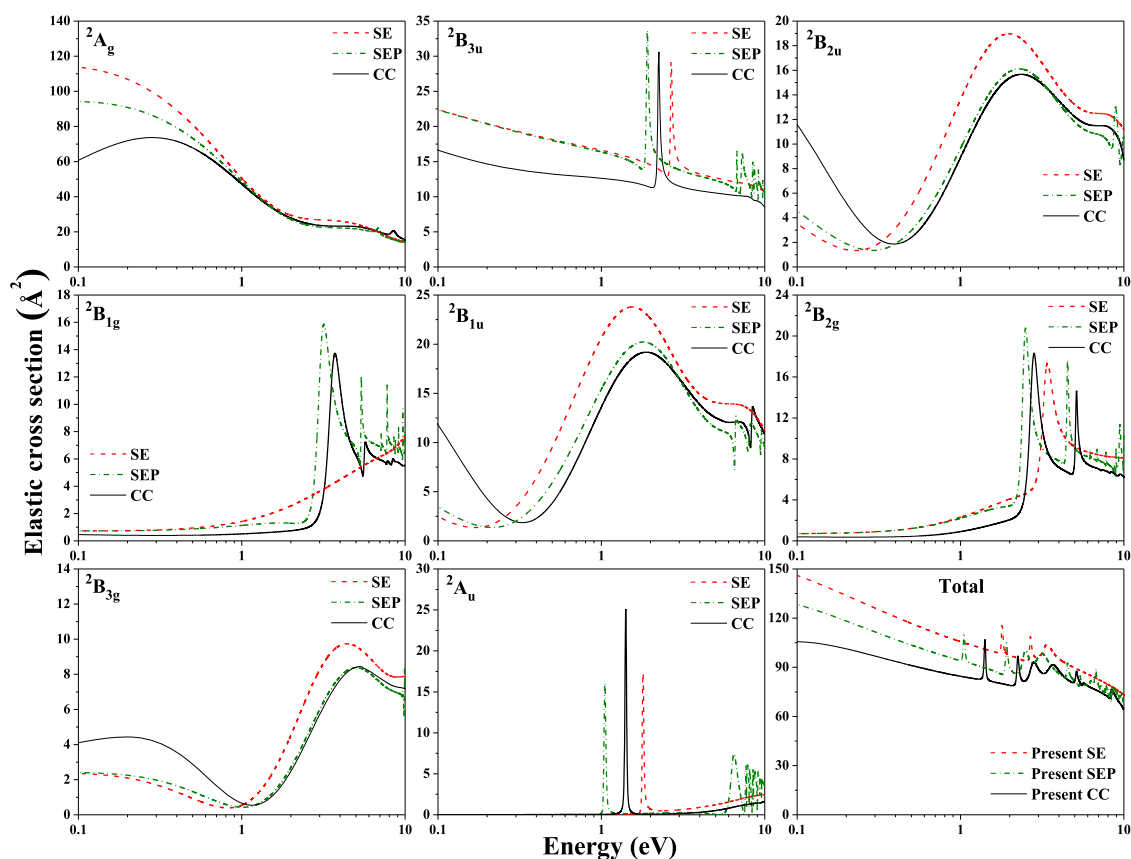 Elastic cross section (Å²)
²Ag
SE
SEP
CC
0 20 40 60 80 100 120 140
0.1 1 10
²B3u
SE
SEP
CC
0 5 10 15 20 25 30 35
0.1 1 10
²B2u
SE
SEP
CC
0 2 4 6 8 10 12 14 16 18 20
0.1 1 10
²B1g
SE
SEP
CC
0 2 4 6 8 10 12 14 16 18
0.1 1 10
²B1u
SE
SEP
CC
0 5 10 15 20 25
0.1 1 10
²B2g
SE
SEP
CC
0 4 8 12 16 20 24
0.1 1 10
²B3g
SE
SEP
CC
0 2 4 6 8 10 12 14
0.1 1 10
²Au
SE
SEP
CC
0 5 10 15 20 25 30
0.1 1 10
Total
Present SE
Present SEP
Present CC
0 30 60 90 120 150
0.1 1 10
Energy (eV)